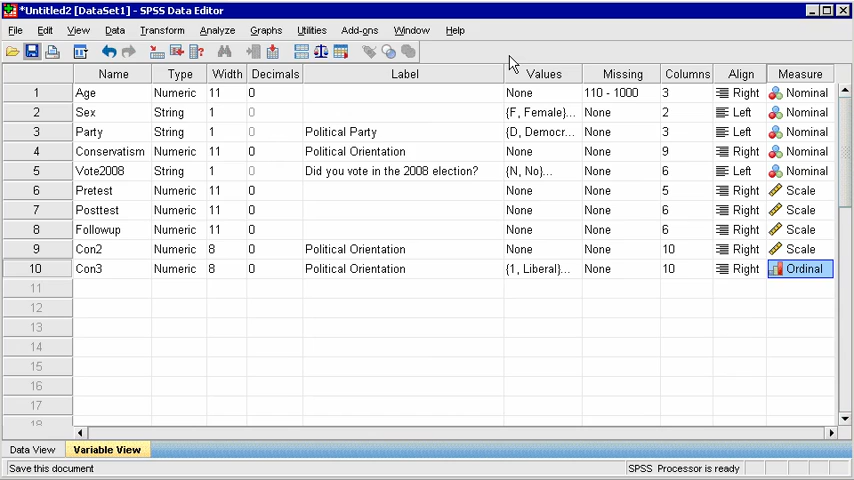 *Untitled2 [DataSet1] - SPSS Data Editor
File Edit View Data Transform Analyze Graphs Utilities Add-ons Window Help
Name Type Width Decimals Label Values Missing Columns Align Measure
1 Age Numeric 11 0 None 110 - 1000 3 Right Nominal
2 Sex String 1 0 {F, Female}... None 2 Left Nominal
3 Party String 1 0 Political Party {D, Democr... None 3 Left Nominal
4 Conservatism Numeric 11 0 Political Orientation None None 9 Right Nominal
5 Vote2008 String 1 0 Did you vote in the 2008 election? {N, No}... None 6 Left Nominal
6 Pretest Numeric 11 0 None None 5 Right Scale
7 Posttest Numeric 11 0 None None 6 Right Scale
8 Followup Numeric 11 0 None None 6 Right Scale
9 Con2 Numeric 8 0 Political Orientation None None 10 Right Scale
10 Con3 Numeric 8 0 Political Orientation {1, Liberal}... None 10 Right Ordinal
11
12
13
14
15
16
17
18
Data View Variable View
Save this document SPSS Processor is ready